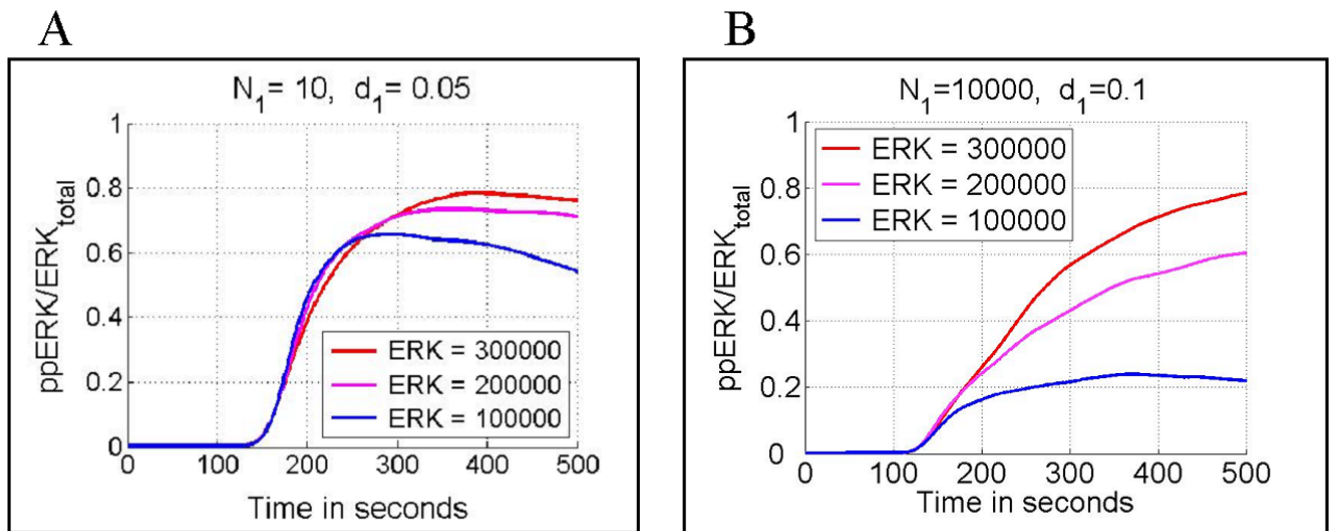 A
N1= 10, d1= 0.05
1
0.8
0.6
0.4
0.2
0
ppERK/ERKtotal
ERK = 300000
ERK = 200000
ERK = 100000
0 100 200 300 400 500
Time in seconds
B
N1=10000, d1=0.1
1
0.8
0.6
0.4
0.2
0
ppERK/ERKtotal
ERK = 300000
ERK = 200000
ERK = 100000
0 100 200 300 400 500
Time in seconds